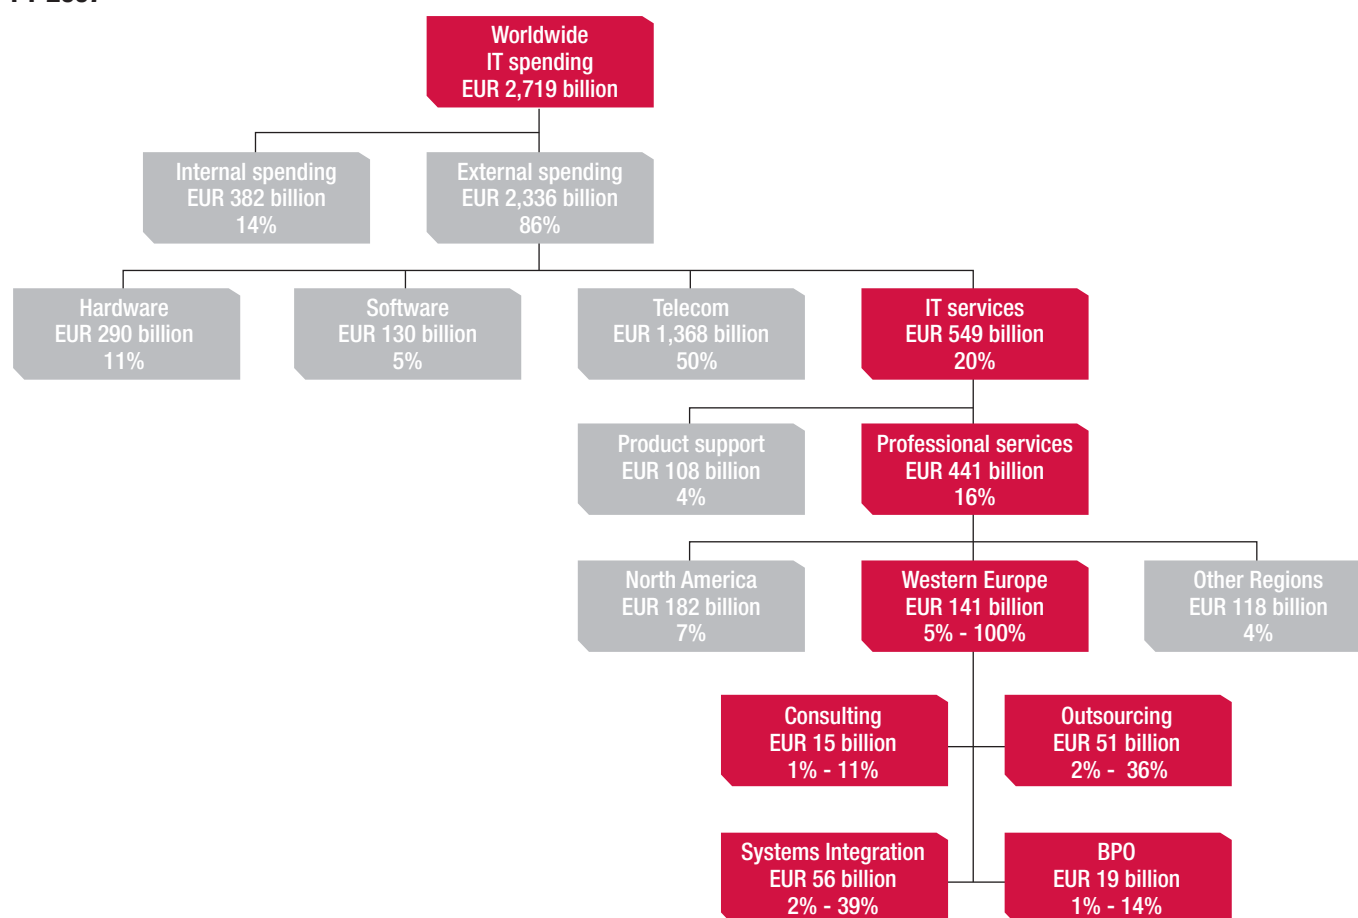 Worldwide
IT spending
EUR 2,719 billion
Internal spending
EUR 382 billion
14%
External spending
EUR 2,336 billion
86%
Hardware
EUR 290 billion
11%
Software
EUR 130 billion
5%
Telecom
EUR 1,368 billion
50%
IT services
EUR 549 billion
20%
Product support
EUR 108 billion
4%
Professional services
EUR 441 billion
16%
North America
EUR 182 billion
7%
Western Europe
EUR 141 billion
5% - 100%
Other Regions
EUR 118 billion
4%
Consulting
EUR 15 billion
1% - 11%
Outsourcing
EUR 51 billion
2% - 36%
Systems Integration
EUR 56 billion
2% - 39%
BPO
EUR 19 billion
1% - 14%